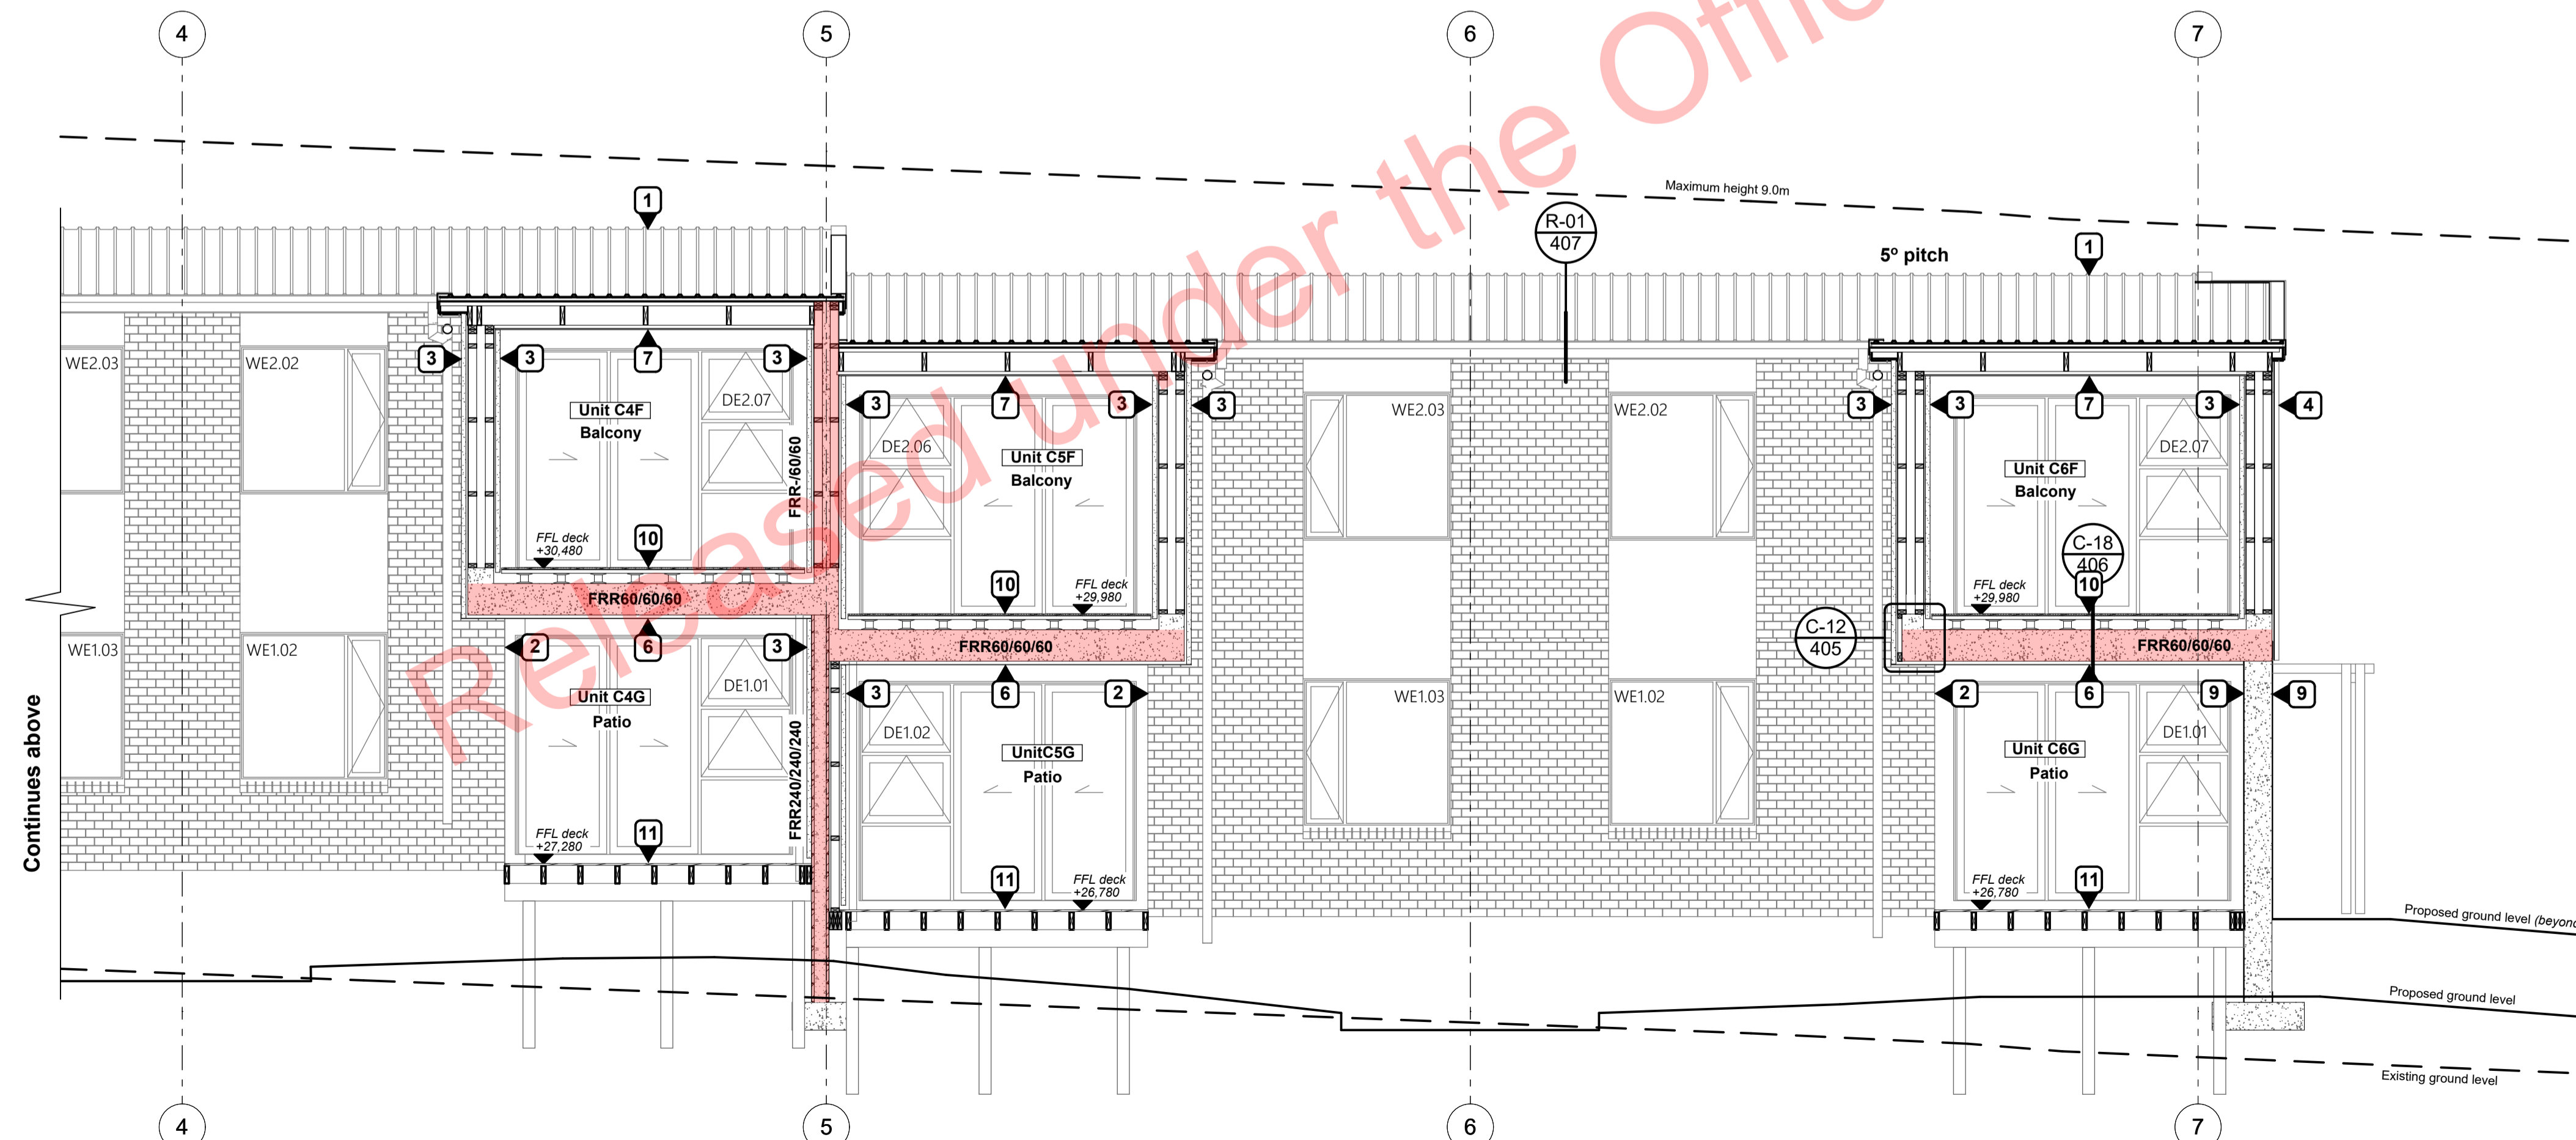 4
5
6
7
Released under the Offi
Maximum height 9.0m
1
R-01
407
5º pitch
1
WE2.03
WE2.02
3
3
7
3
DE2.07
Unit C4F
Balcony
FRR-/60/60
3
7
3
3
DE2.06
Unit C5F
Balcony
WE2.03
WE2.02
3
3
7
3
4
DE2.07
Unit C6F
Balcony
FFL deck
+30,480
10
FRR60/60/60
10
FFL deck
+29,980
FRR60/60/60
C-18
406
FFL deck
+29,980
10
C-12
405
FRR60/60/60
WE1.03
WE1.02
2
6
3
DE1.01
Unit C4G
Patio
FRR240/240/240
3
6
2
DE1.02
UnitC5G
Patio
WE1.03
WE1.02
2
6
9
9
DE1.01
Unit C6G
Patio
Continues above
FFL deck
+27,280
11
11
FFL deck
+26,780
FFL deck
+26,780
11
Proposed ground level (beyond
Proposed ground level
Existing ground level
4
5
6
7